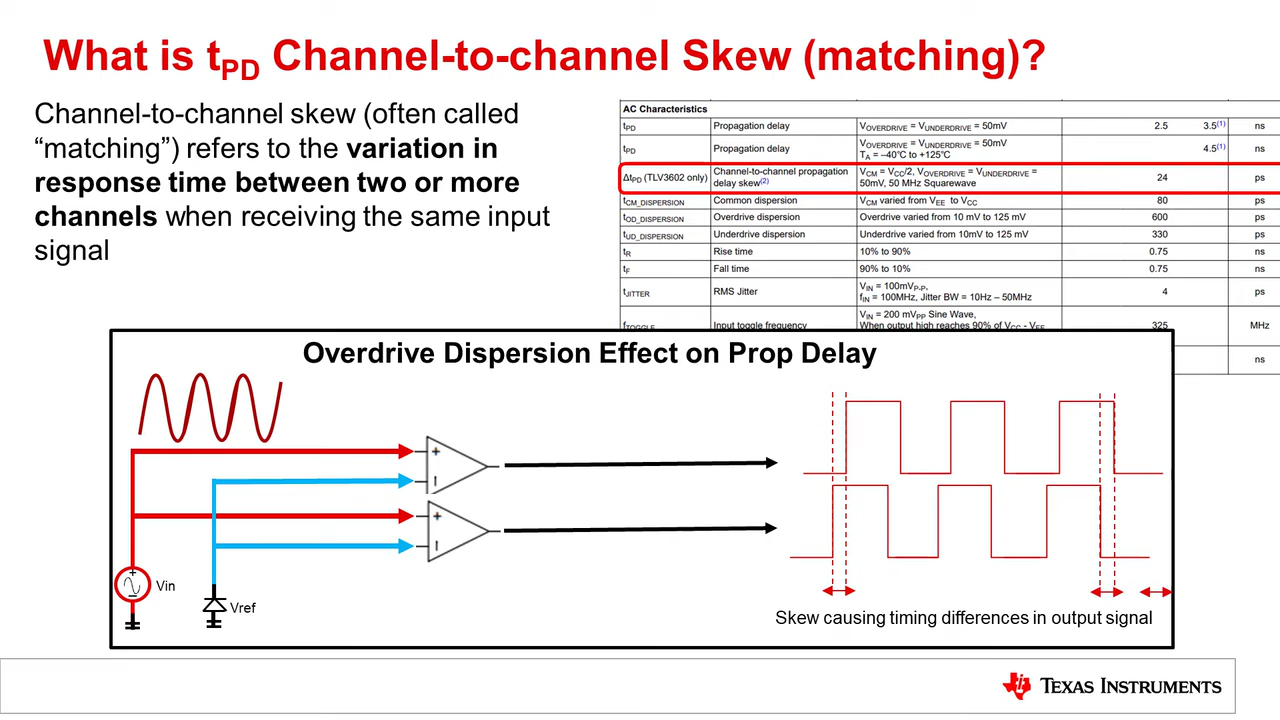 What is tPD Channel-to-channel Skew (matching)?
Channel-to-channel skew (often called
“matching”) refers to the variation in
response time between two or more
channels when receiving the same input
signal
AC Characteristics
tPD Propagation delay VOVERDRIVE = VUNDERDRIVE = 50mV 2.5 3.5(1) ns
tPD Propagation delay VOVERDRIVE = VUNDERDRIVE = 50mV
TA = –40°C to +125°C 4.5(1) ns
ΔtPD (TLV3602 only) Channel-to-channel propagation
delay skew(2) VCM = VCC/2, VOVERDRIVE = VUNDERDRIVE =
50mV, 50 MHz Squarewave 24 ps
tCM_DISPERSION Common dispersion VCM varied from VEE to VCC 80 ps
tOD_DISPERSION Overdrive dispersion Overdrive varied from 10 mV to 125 mV 600 ps
tUD_DISPERSION Underdrive dispersion Underdrive varied from 10mV to 125 mV 330 ps
tR Rise time 10% to 90% 0.75 ns
tF Fall time 90% to 10% 0.75 ns
tJITTER RMS Jitter VIN = 100mVP-P,
fIN = 100MHz, Jitter BW = 10Hz – 50MHz 4 ps
fTOGGLE Input toggle frequency VIN = 200 mVPP Sine Wave,
When output high reaches 90% of VCC - VEE 325 MHz
ns
Overdrive Dispersion Effect on Prop Delay
+
+
+
Vin
Vref
Skew causing timing differences in output signal
TEXAS INSTRUMENTS